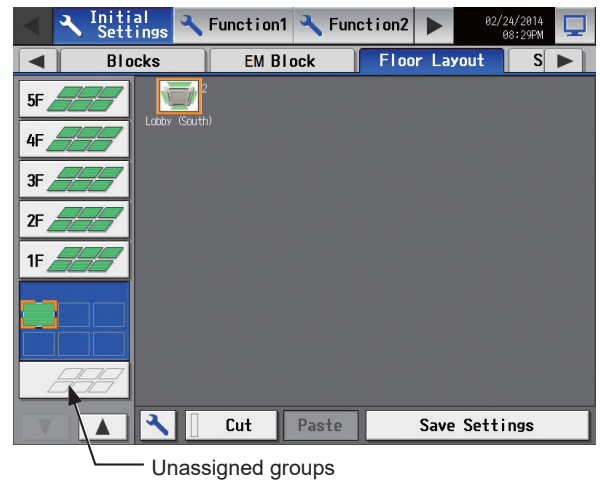 Initial
Settings
Function1
Function2
02/24/2014
08:29PM
Blocks
EM Block
Floor Layout
S
5F
2
Lobby (South)
4F
3F
2F
1F
Cut
Paste
Save Settings
Unassigned groups